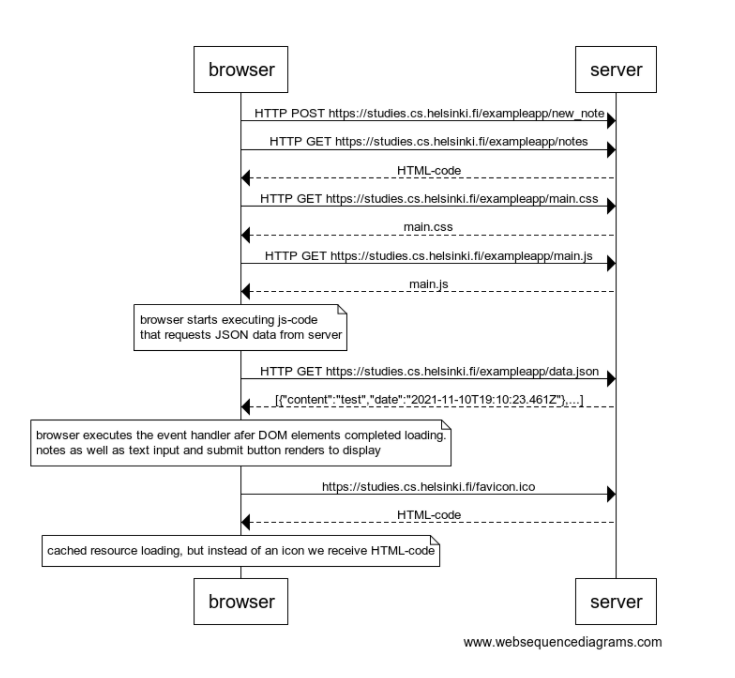 browser
server
HTTP POST https://studies.cs.helsinki.fi/exampleapp/new_note
HTTP GET https://studies.cs.helsinki.fi/exampleapp/notes
HTML-code
HTTP GET https://studies.cs.helsinki.fi/exampleapp/main.css
main.css
HTTP GET https://studies.cs.helsinki.fi/exampleapp/main.js
main.js
browser starts executing js-code
that requests JSON data from server
HTTP GET https://studies.cs.helsinki.fi/exampleapp/data.json
[{"content":"test","date":"2021-11-10T19:10:23.461Z"},...]
browser executes the event handler afer DOM elements completed loading.
notes as well as text input and submit button renders to display
https://studies.cs.helsinki.fi/favicon.ico
HTML-code
cached resource loading, but instead of an icon we receive HTML-code
browser
server
www.websequencediagrams.com